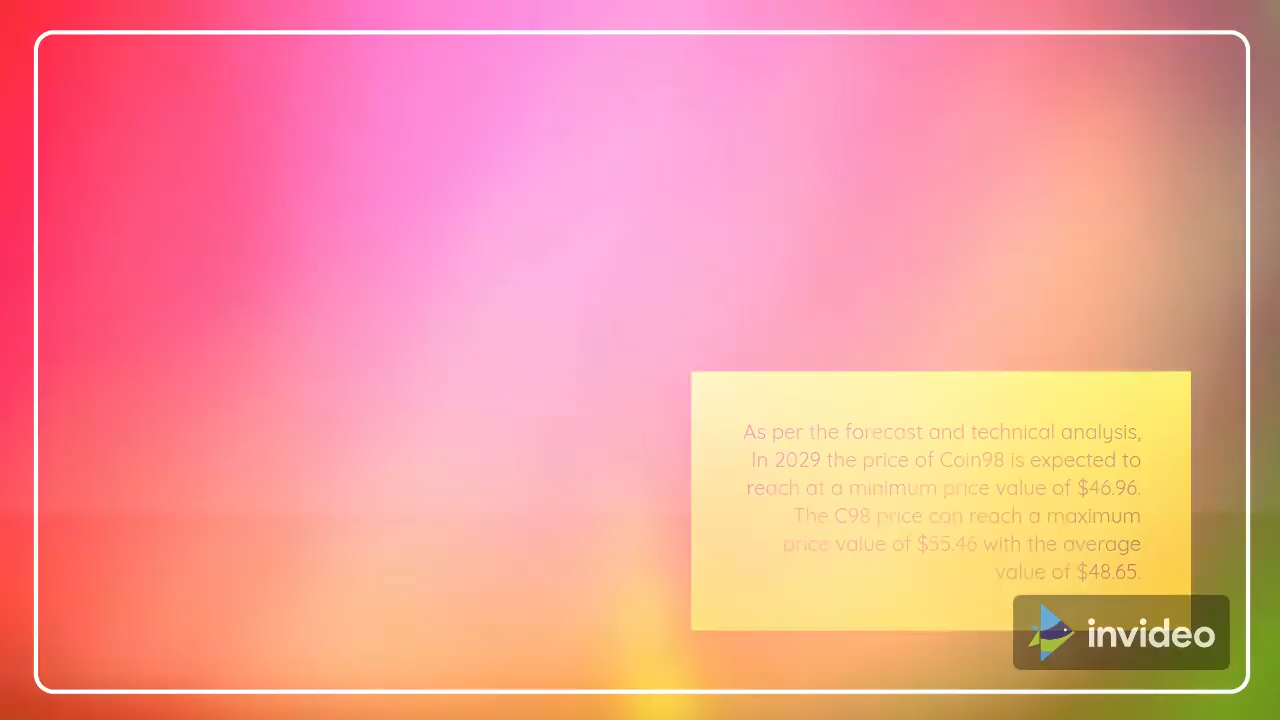 As per the forecast and technical analysis,
In 2029 the price of Coin98 is expected to
reach at a minimum price value of $46.96.
The C98 price can reach a maximum
price value of $55.46 with the average
value of $48.65.
invideo